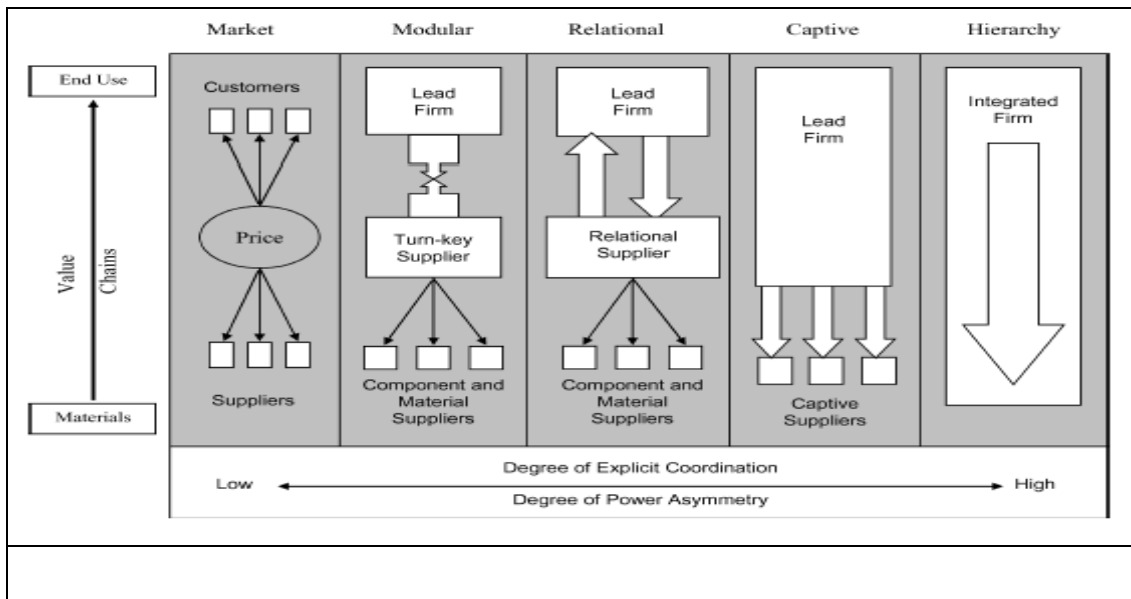 Market
Modular
Relational
Captive
Hierarchy
End Use
Value
Chains
Materials
Customers
Price
Suppliers
Lead
Firm
Turn-key
Supplier
Component and
Material
Suppliers
Lead
Firm
Relational
Supplier
Component and
Material
Suppliers
Lead
Firm
Captive
Suppliers
Integrated
Firm
Degree of Explicit Coordination
Low
High
Degree of Power Asymmetry